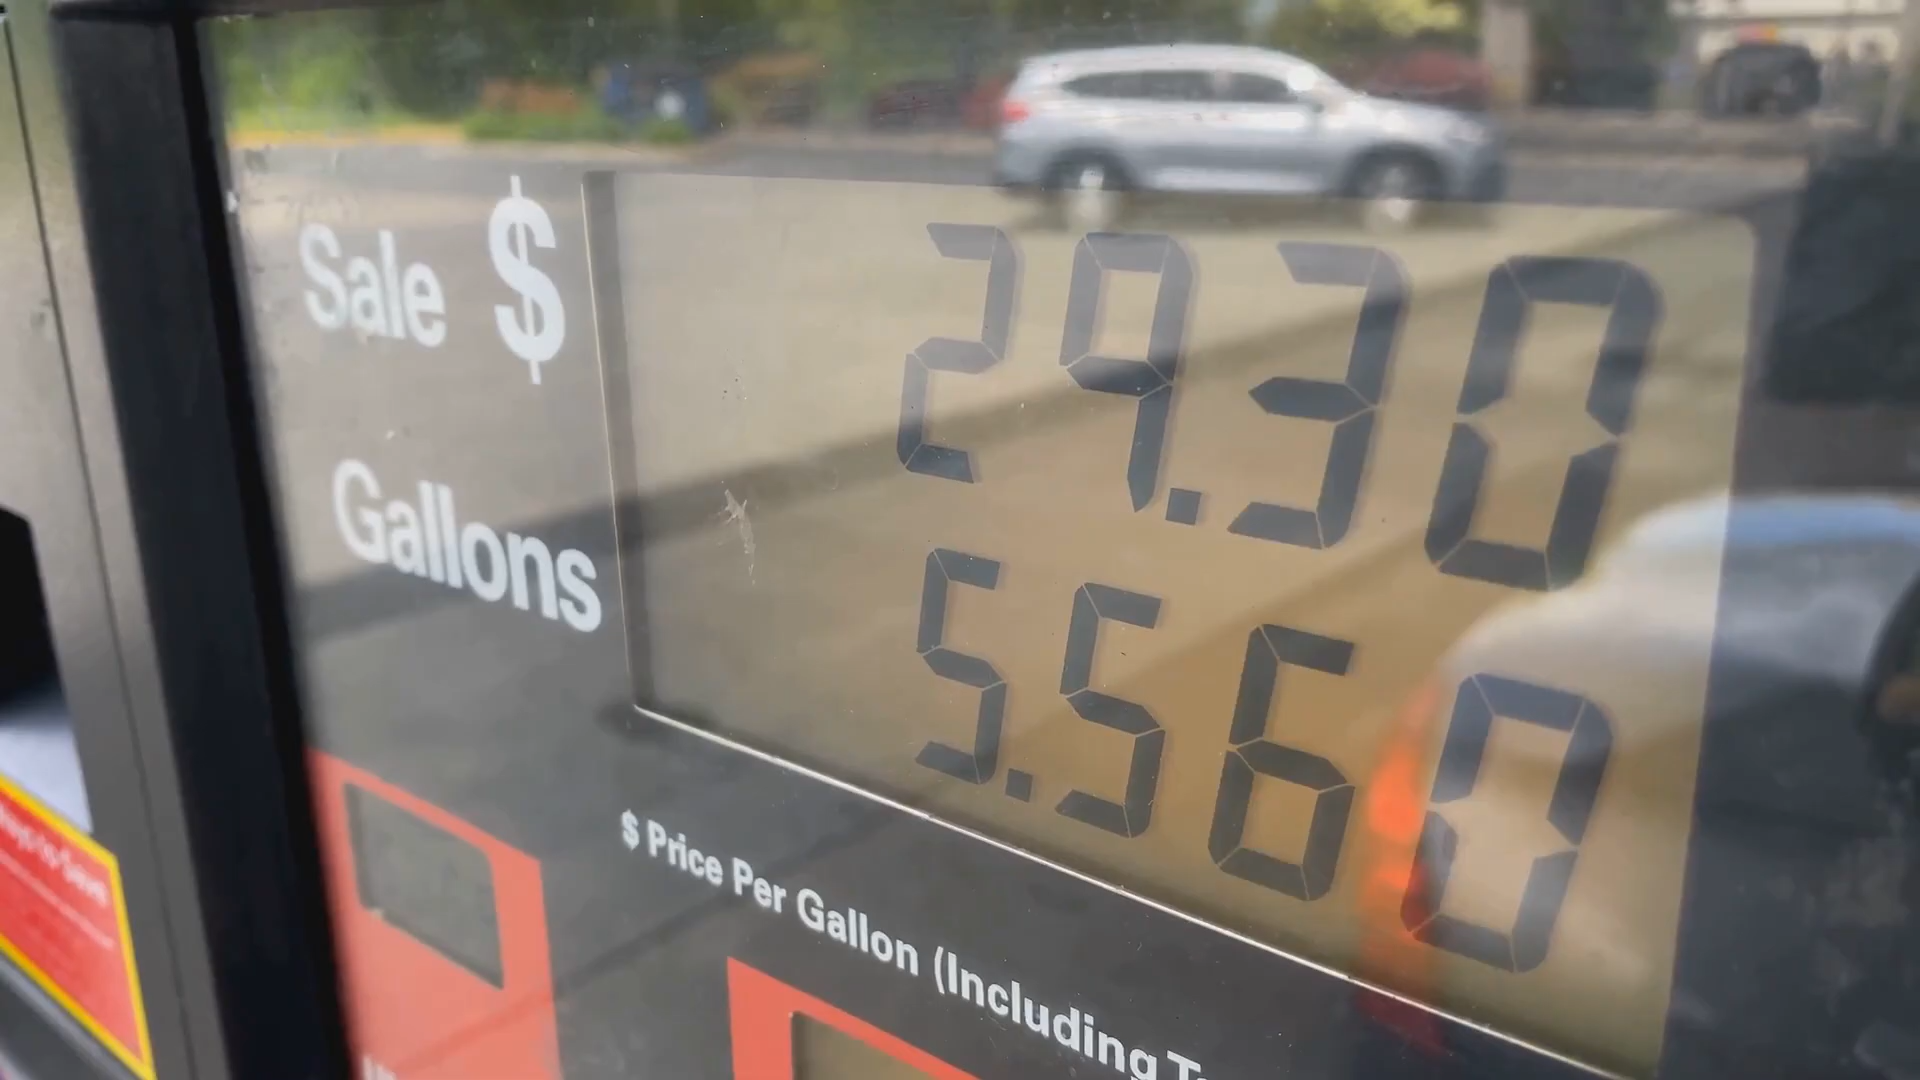 Sale $ 29.30
Gallons 5.560
$ Price Per Gallon (Including